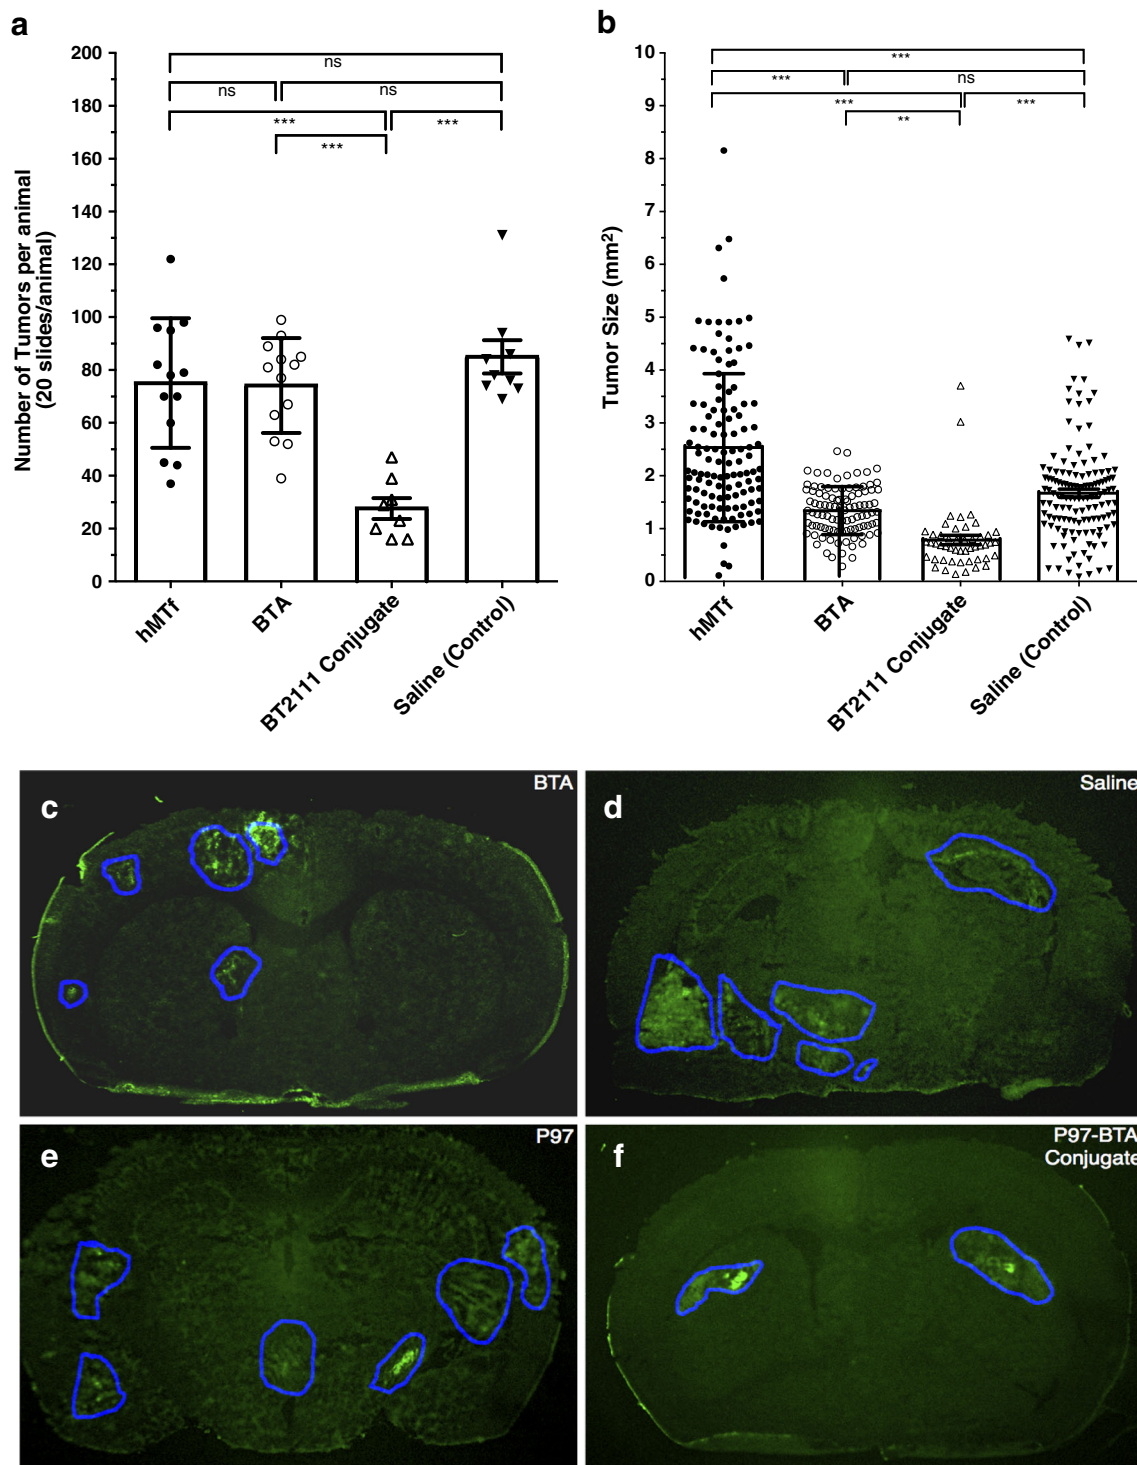 a
Number of Tumors per animal
(20 slides/animal)
200
180
160
140
120
100
80
60
40
20
0
ns
ns
ns
***
***
***
hMTf
BTA
BT2111 Conjugate
Saline (Control)
b
Tumor Size (mm²)
10
9
8
7
6
5
4
3
2
1
0
***
***
ns
***
***
**
hMTf
BTA
BT2111 Conjugate
Saline (Control)
c
BTA
d
Saline
e
P97
f
P97-BTA
Conjugate